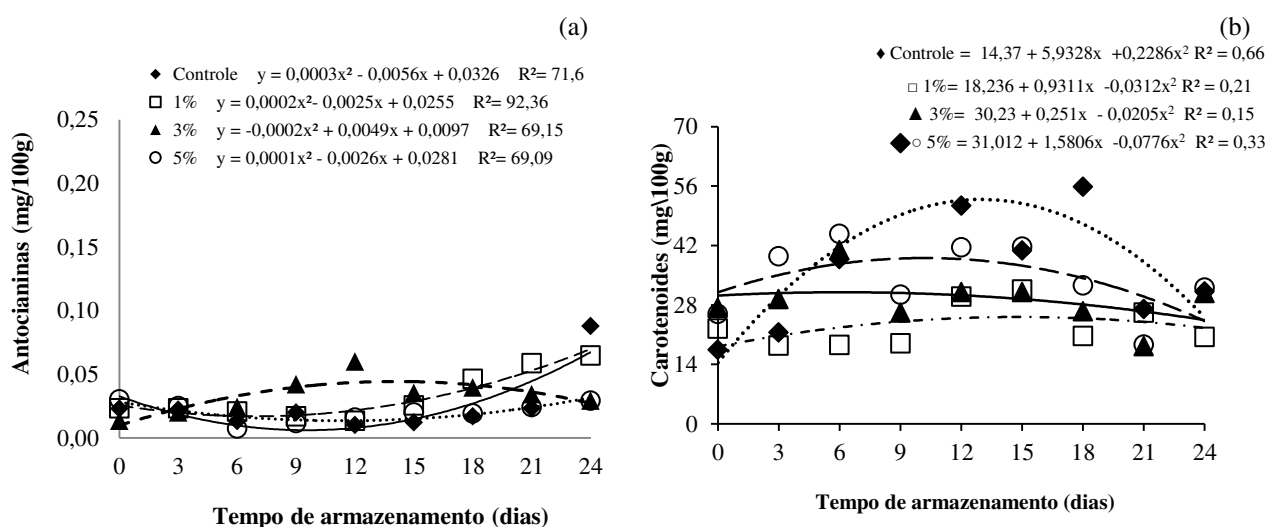 (a)
Controle y = 0,0003x² - 0,0056x + 0,0326 R²= 71,6
1% y = 0,0002x²- 0,0025x + 0,0255 R²= 92,36
3% y = -0,0002x² + 0,0049x + 0,0097 R²= 69,15
5% y = 0,0001x² - 0,0026x + 0,0281 R²= 69,09
Antocianinas (mg/100g)
0,25
0,20
0,15
0,10
0,05
0,00
0 3 6 9 12 15 18 21 24
Tempo de armazenamento (dias)
(b)
Controle = 14,37 + 5,9328x +0,2286x² R² = 0,66
1%= 18,236 + 0,9311x -0,0312x² R² = 0,21
3%= 30,23 + 0,251x - 0,0205x² R² = 0,15
5% = 31,012 + 1,5806x -0,0776x² R² = 0,33
Carotenoides (mg\100g)
70
56
42
28
14
0
0 3 6 9 12 15 18 21 24
Tempo de armazenamento (dias)